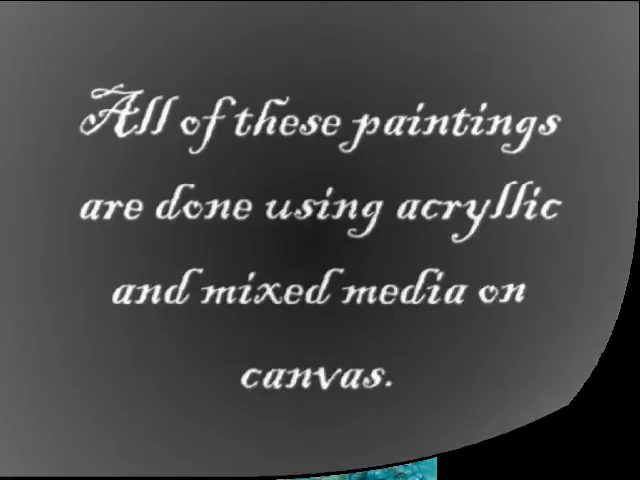 All of these paintings
are done using acryllic
and mixed media on
canvas.